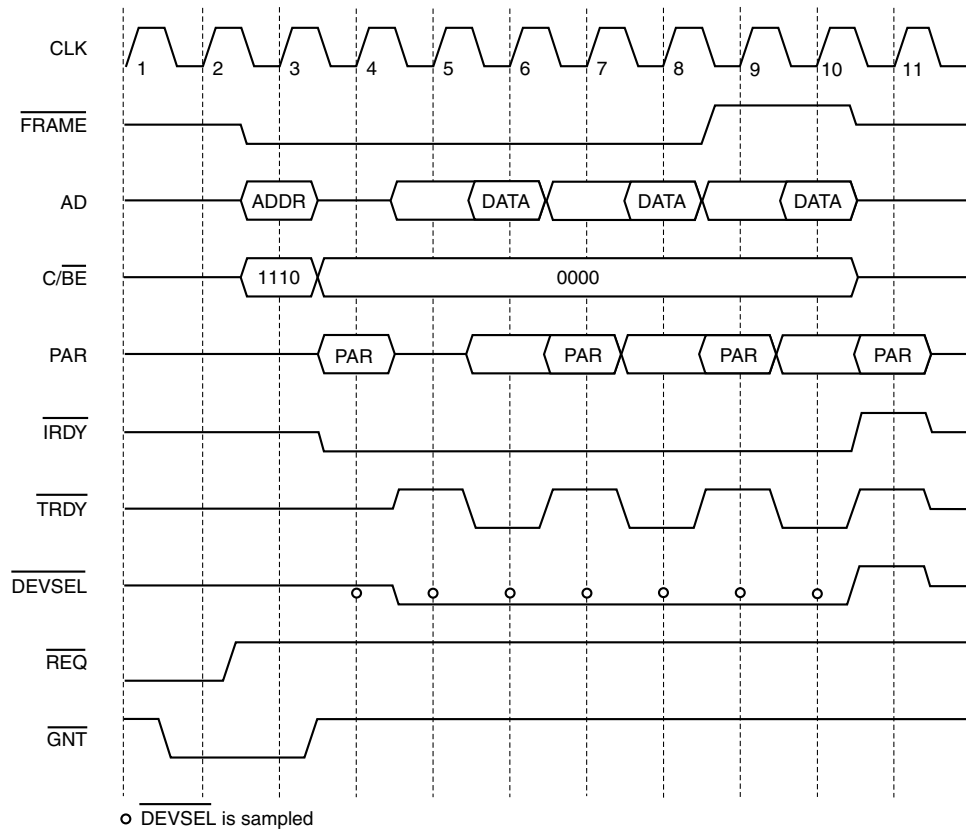 CLK
1 2 3 4 5 6 7 8 9 10 11
FRAME
AD
ADDR DATA DATA DATA
C/BE
1110 0000
PAR
PAR PAR PAR PAR
IRDY
TRDY
DEVSEL
REQ
GNT
DEVSEL is sampled